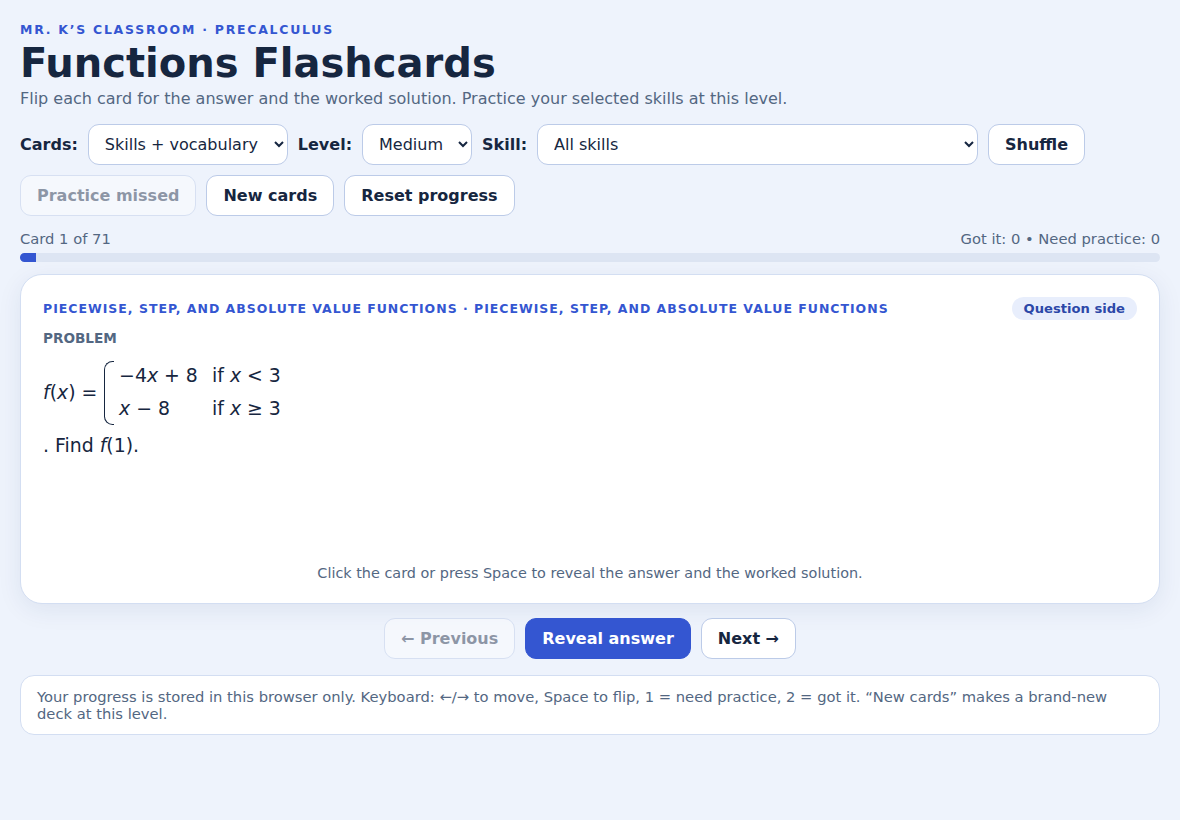 MR. K’S CLASSROOM · PRECALCULUS
Functions Flashcards
Flip each card for the answer and the worked solution. Practice your selected skills at this level.
Cards: Skills + vocabulary Level: Medium Skill: All skills Shuffle
Practice missed New cards Reset progress
Card 1 of 71 Got it: 0 • Need practice: 0
PIECEWISE, STEP, AND ABSOLUTE VALUE FUNCTIONS · PIECEWISE, STEP, AND ABSOLUTE VALUE FUNCTIONS Question side
PROBLEM
f(x) = { −4x + 8 if x < 3
x − 8 if x ≥ 3
. Find f(1).
Click the card or press Space to reveal the answer and the worked solution.
← Previous Reveal answer Next →
Your progress is stored in this browser only. Keyboard: ←/→ to move, Space to flip, 1 = need practice, 2 = got it. “New cards” makes a brand-new
deck at this level.